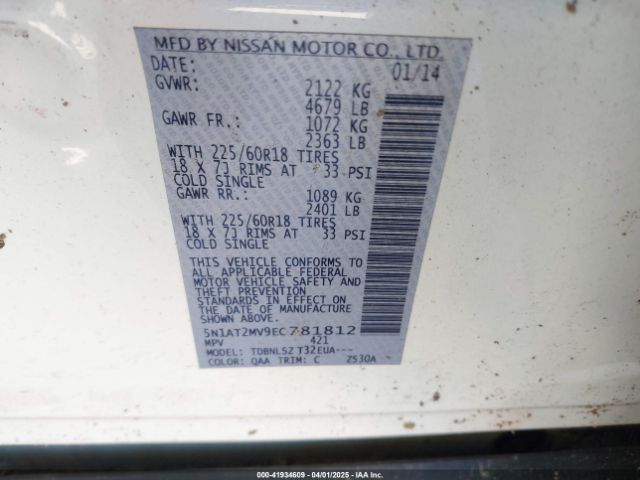 MFD BY NISSAN MOTOR CO., LTD.
DATE: 01/14
GVWR: 2122 KG
4679 LB
GAWR FR.: 1072 KG
2363 LB
WITH 225/60R18 TIRES
18 X 7J RIMS AT 33 PSI
COLD SINGLE
GAWR RR.: 1089 KG
2401 LB
WITH 225/60R18 TIRES
18 X 7J RIMS AT 33 PSI
COLD SINGLE
THIS VEHICLE CONFORMS TO
ALL APPLICABLE FEDERAL
MOTOR VEHICLE SAFETY
AND THEFT PREVENTION
STANDARDS IN EFFECT ON
THE DATE OF MANUFACTURE
SHOWN ABOVE.
5N1AT2MV9EC781812
MPV 421
MODEL: TDBNLSZ T32EUA---
COLOR: QAA TRIM: C ZS30A
000-41934609 - 04/01/2025 - IAAI Inc.